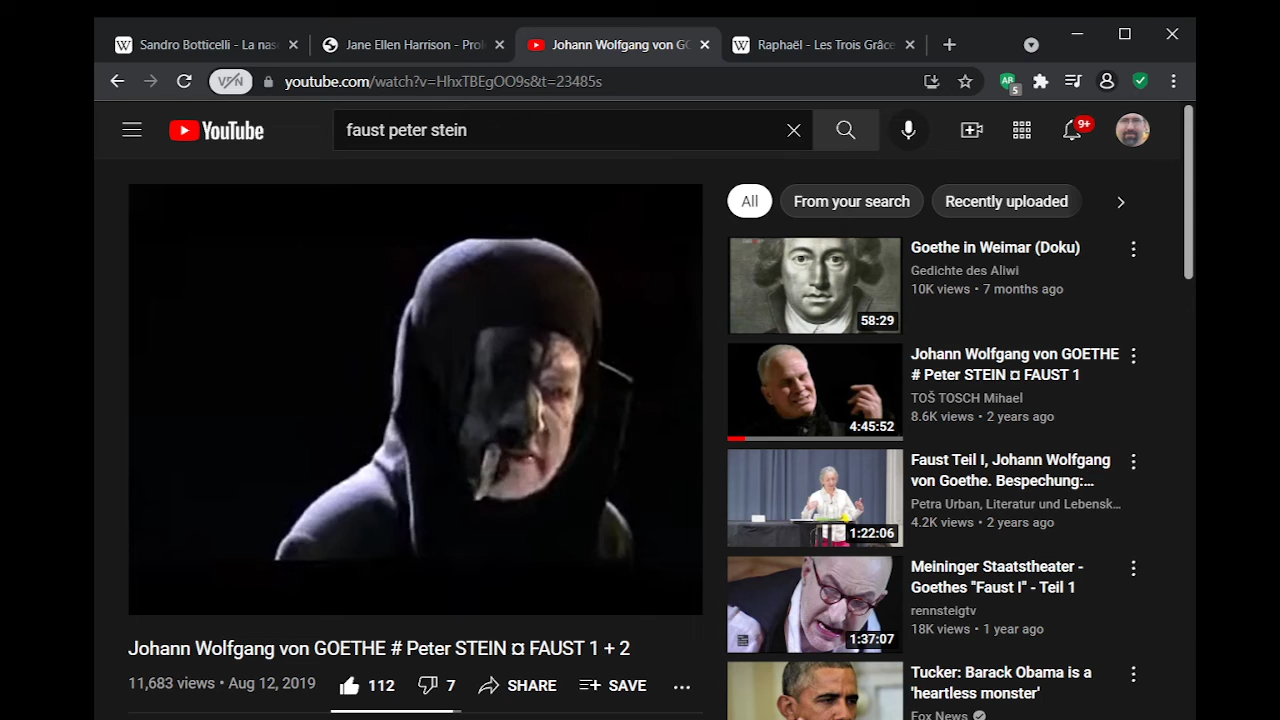 Sandro Botticelli - La nas
Jane Ellen Harrison - Prol
Johann Wolfgang von GO
Raphaël - Les Trois Grâce
VPN
youtube.com/watch?v=HhxTBEgOO9s&t=23485s
5
YouTube
faust peter stein
9+
All
From your search
Recently uploaded
Goethe in Weimar (Doku)
Gedichte des Aliwi
10K views • 7 months ago
58:29
Johann Wolfgang von GOETHE
# Peter STEIN ¤ FAUST 1
TOŠ TOSCH Mihael
8.6K views • 2 years ago
4:45:52
Faust Teil I, Johann Wolfgang
von Goethe. Bespechung:...
Petra Urban, Literatur und Lebensk...
4.2K views • 2 years ago
1:22:06
Meininger Staatstheater -
Goethes "Faust I" - Teil 1
rennsteigtv
18K views • 1 year ago
1:37:07
Tucker: Barack Obama is a
'heartless monster'
Fox News
Johann Wolfgang von GOETHE # Peter STEIN ¤ FAUST 1 + 2
11,683 views • Aug 12, 2019
112
7
SHARE
SAVE